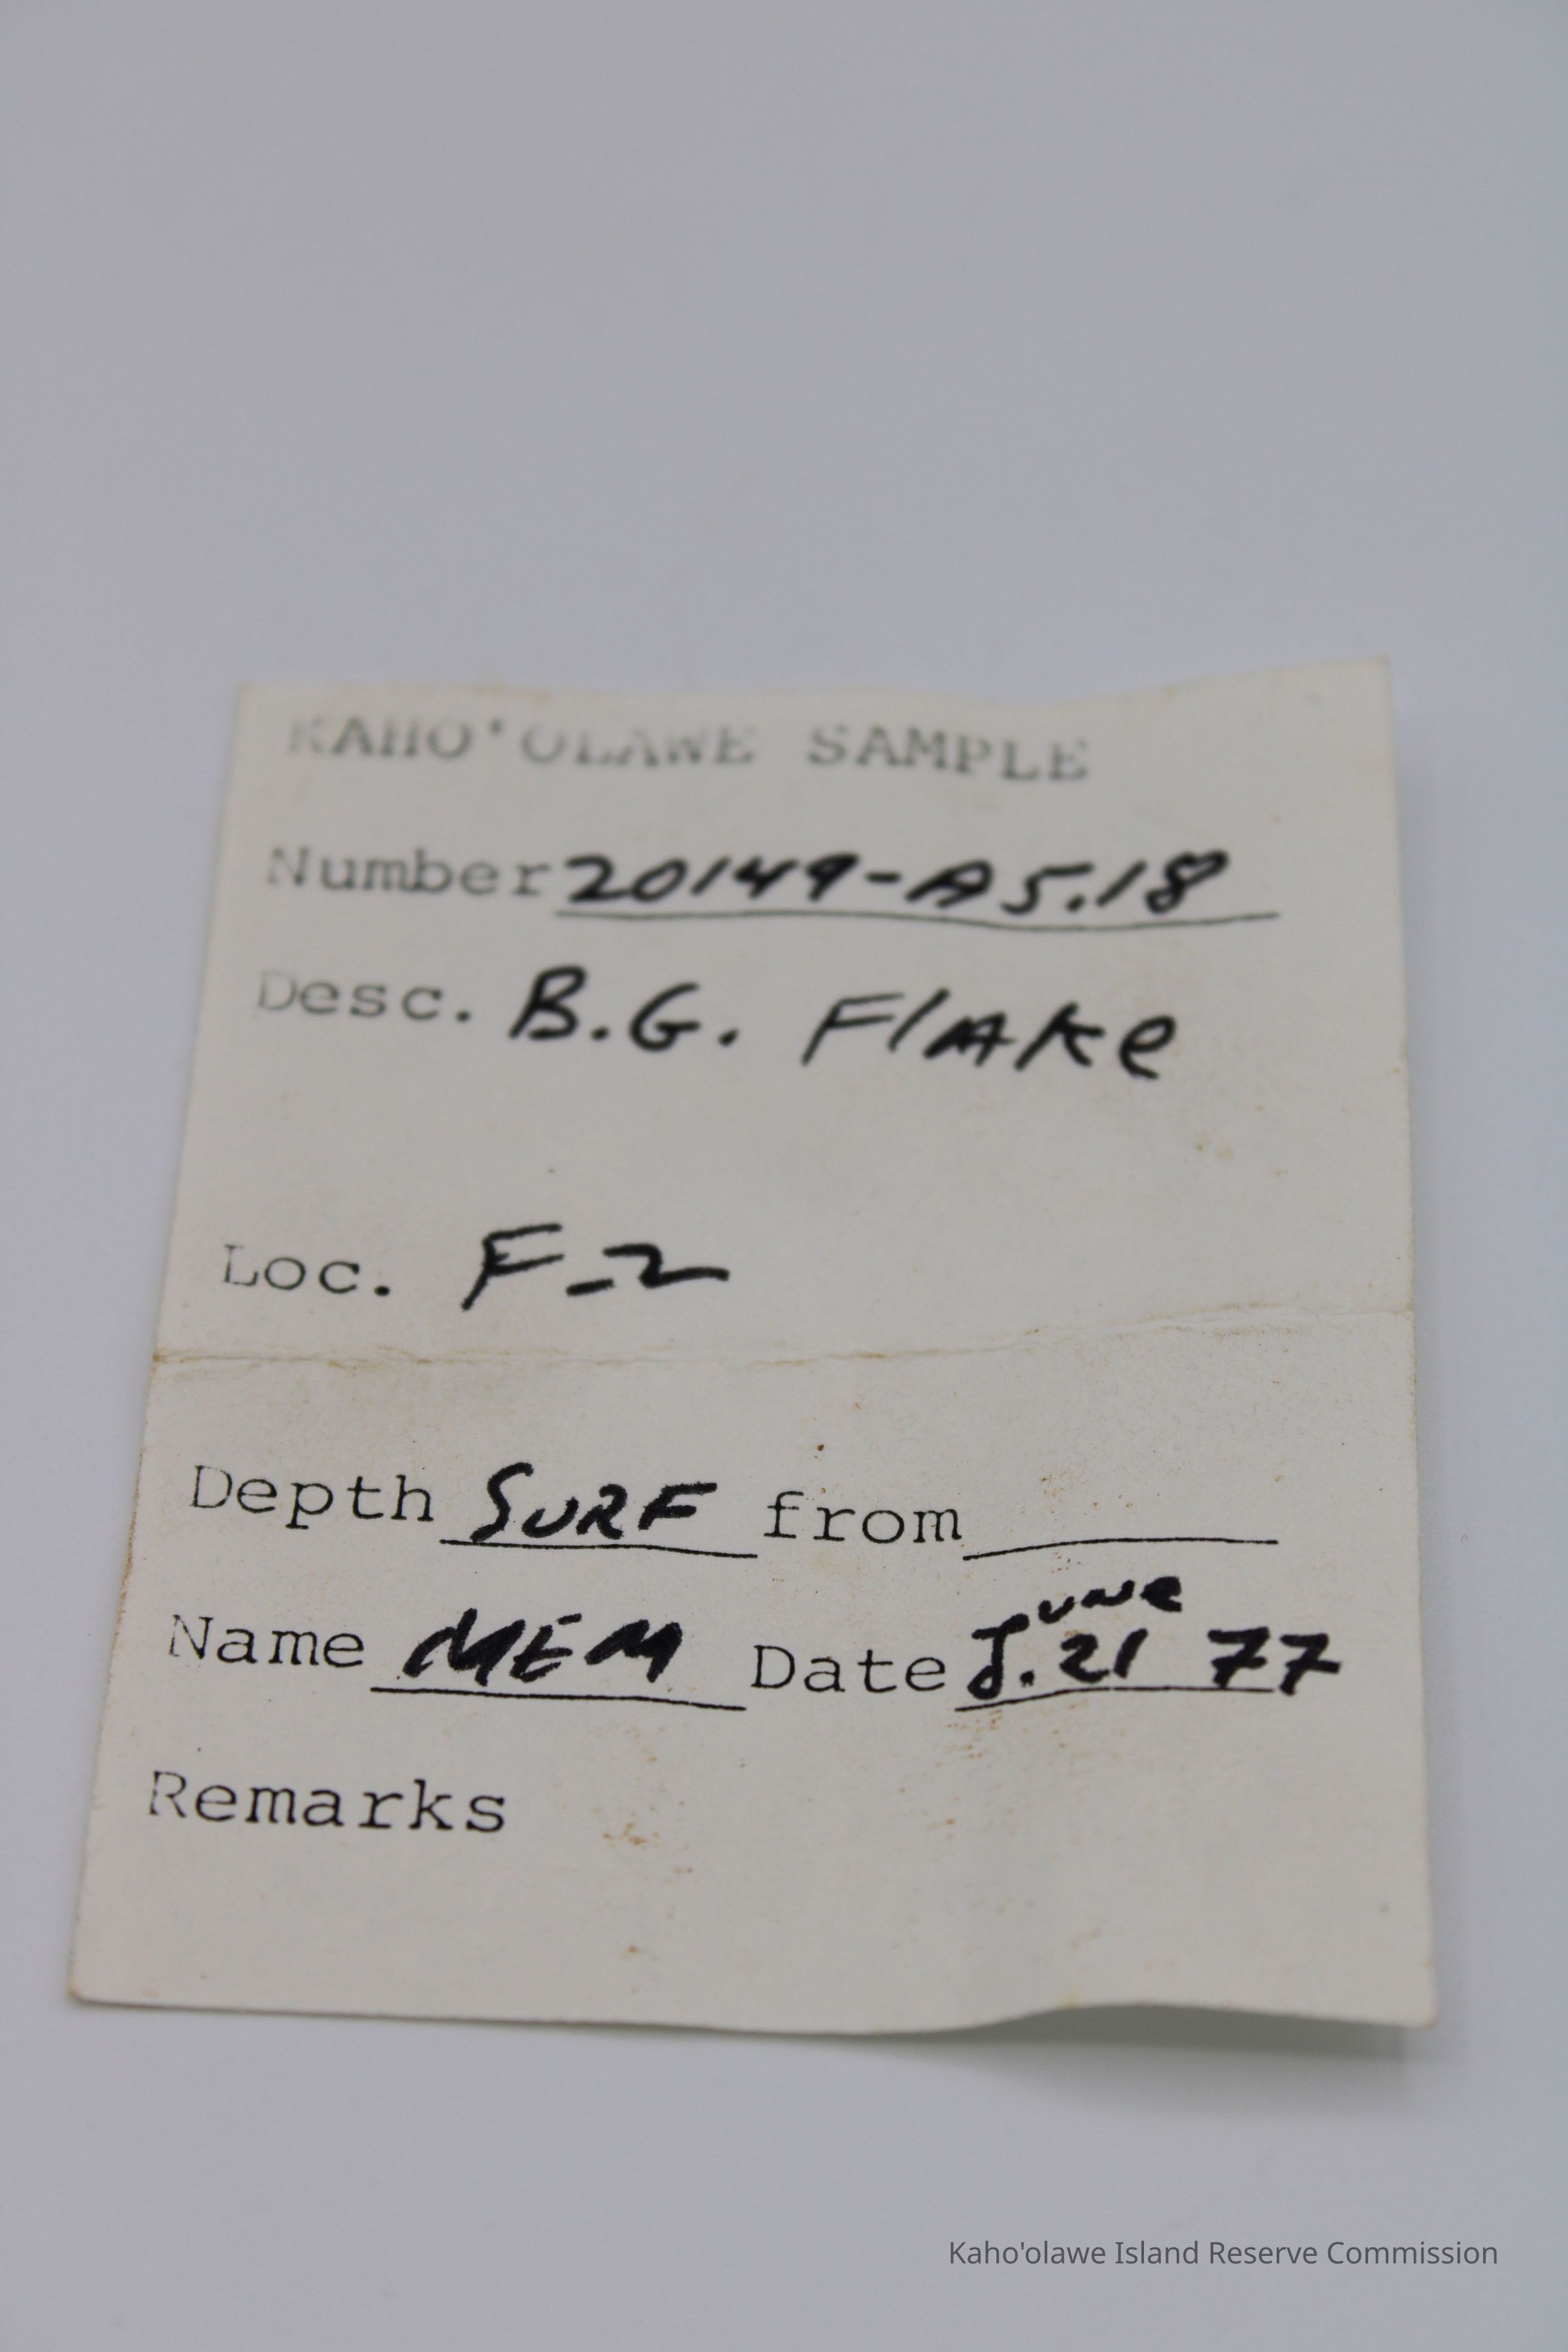 KAHO'OLAWE SAMPLE
Number 20149-A5.18
Desc. B.G. Flake
Loc. F-2
Depth SURF from
Name MEM Date J.une 21 77
Remarks
Kaho'olawe Island Reserve Commission